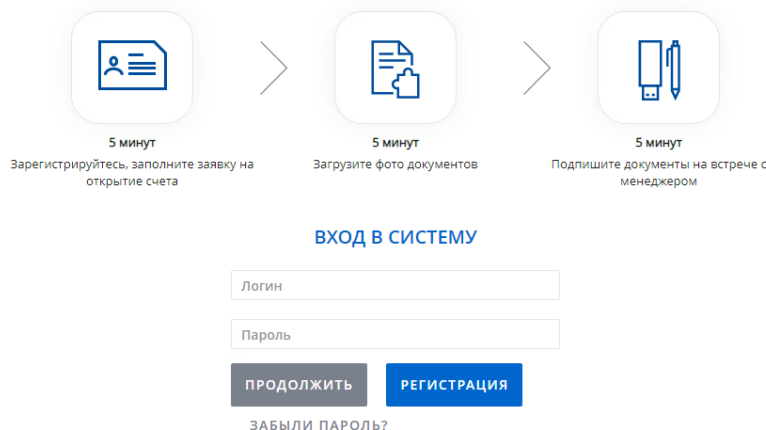 5 минут
Зарегистрируйтесь, заполните заявку на
открытие счета
5 минут
Загрузите фото документов
5 минут
Подпишите документы на встрече с
менеджером
ВХОД В СИСТЕМУ
Логин
Пароль
ПРОДОЛЖИТЬ
РЕГИСТРАЦИЯ
ЗАБЫЛИ ПАРОЛЬ?